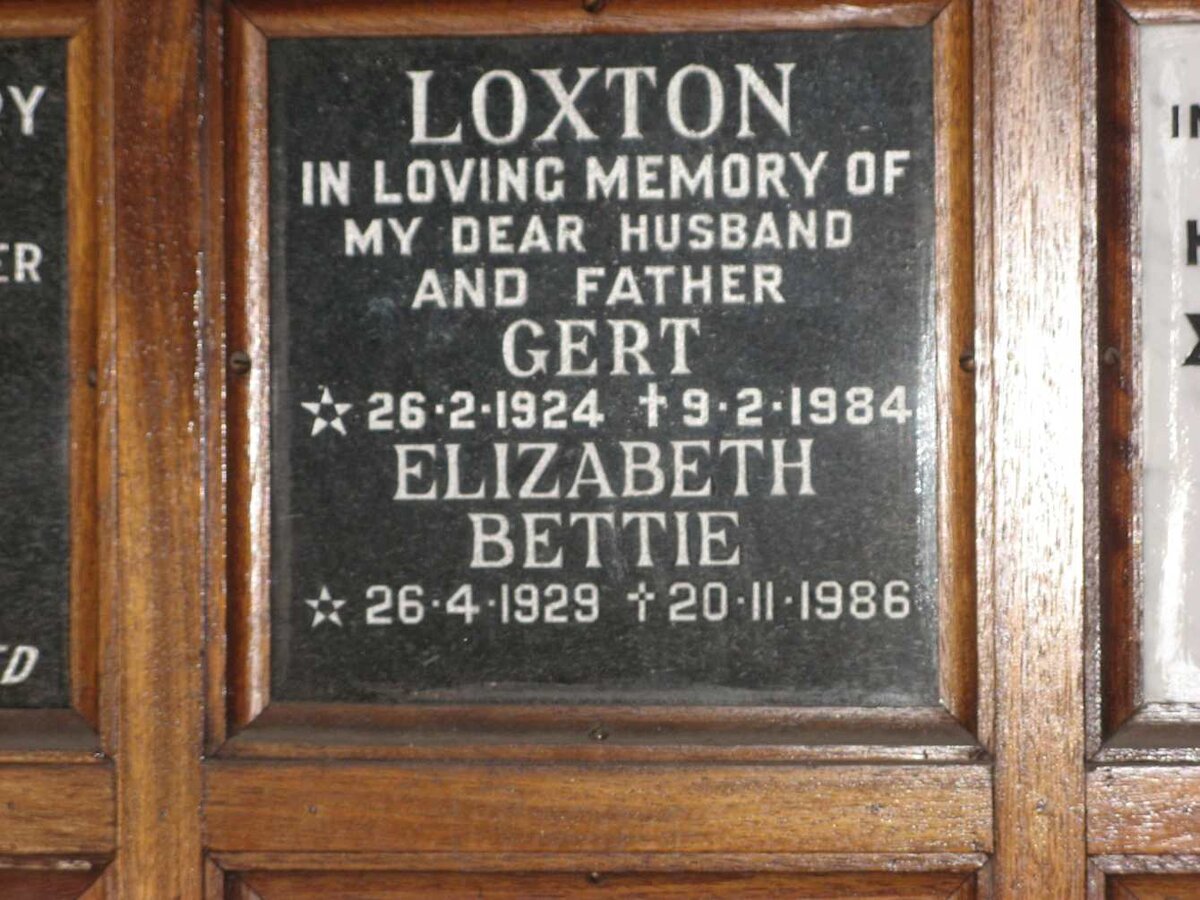 LOXTON
IN LOVING MEMORY OF
MY DEAR HUSBAND
AND FATHER
GERT
☆ 26·2·1924 † 9·2·1984
ELIZABETH
BETTIE
☆ 26·4·1929 † 20·11·1986